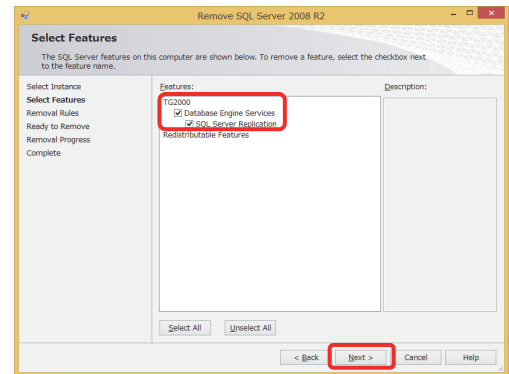 Remove SQL Server 2008 R2
Select Features
The SQL Server features on this computer are shown below. To remove a feature, select the checkbox next
to the feature name.
Select Instance
Select Features
Removal Rules
Ready to Remove
Removal Progress
Complete
Features:
TG2000
Database Engine Services
SQL Server Replication
Redistributable Features
Description:
Select All
Unselect All
< Back
Next >
Cancel
Help